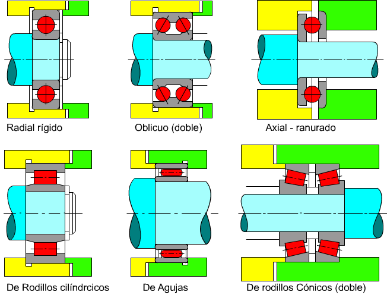 Radial rígido
Oblicuo (doble)
Axial - ranurado
De Rodillos cilíndrcicos
De Agujas
De rodillos Cónicos (doble)